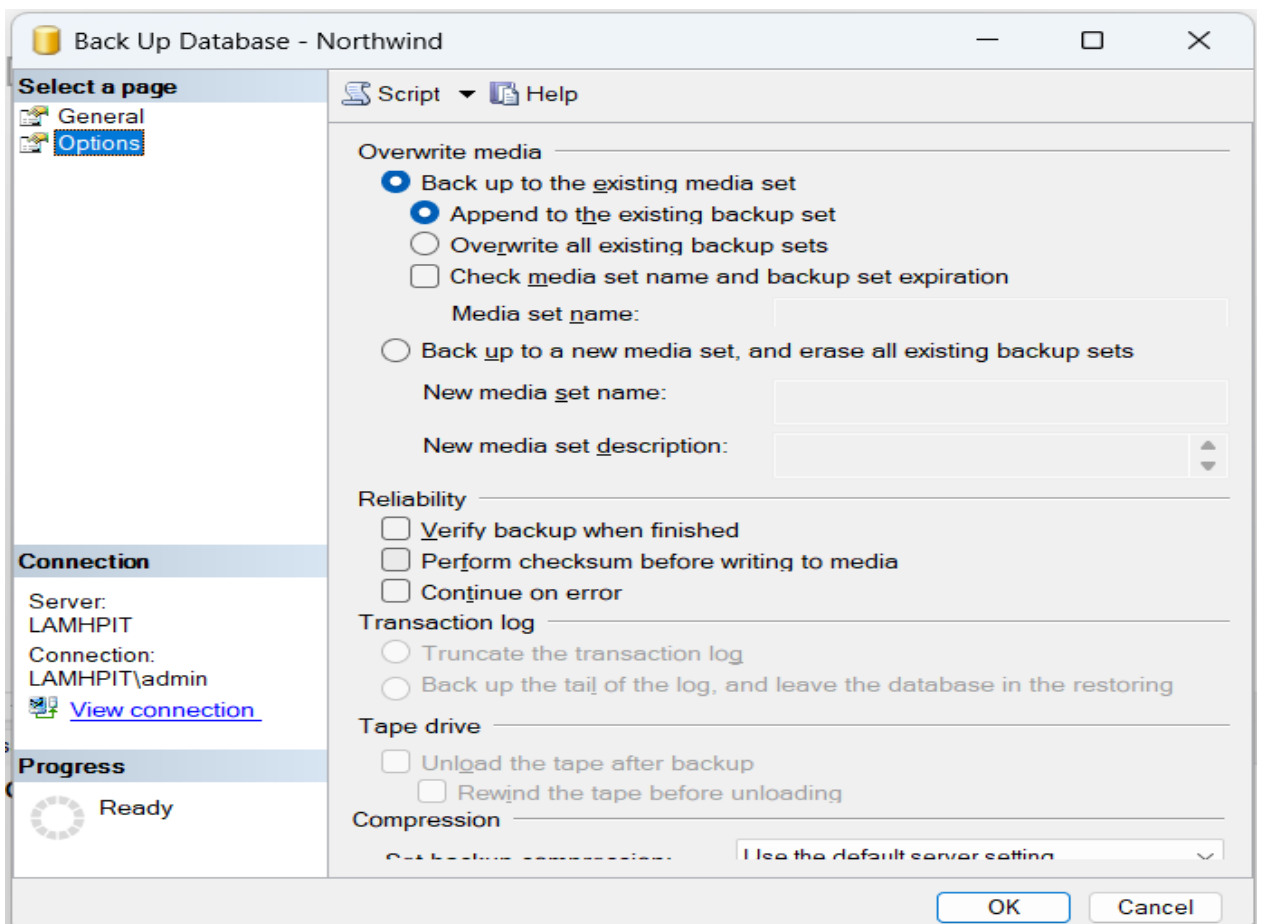 Back Up Database - Northwind
Select a page
General
Options
Script Help
Overwrite media
Back up to the existing media set
Append to the existing backup set
Overwrite all existing backup sets
Check media set name and backup set expiration
Media set name:
Back up to a new media set, and erase all existing backup sets
New media set name:
New media set description:
Reliability
Verify backup when finished
Perform checksum before writing to media
Continue on error
Transaction log
Truncate the transaction log
Back up the tail of the log, and leave the database in the restoring
Tape drive
Unload the tape after backup
Rewind the tape before unloading
Compression
Set backup compression: Use the default server setting
Connection
Server:
LAMHPIT
Connection:
LAMHPIT\admin
View connection
Progress
Ready
OK Cancel